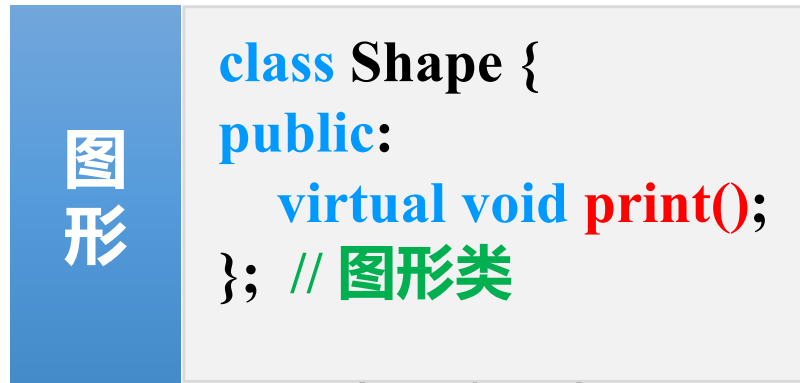 图
形
class Shape {
public:
    virtual void print();
};  // 图形类